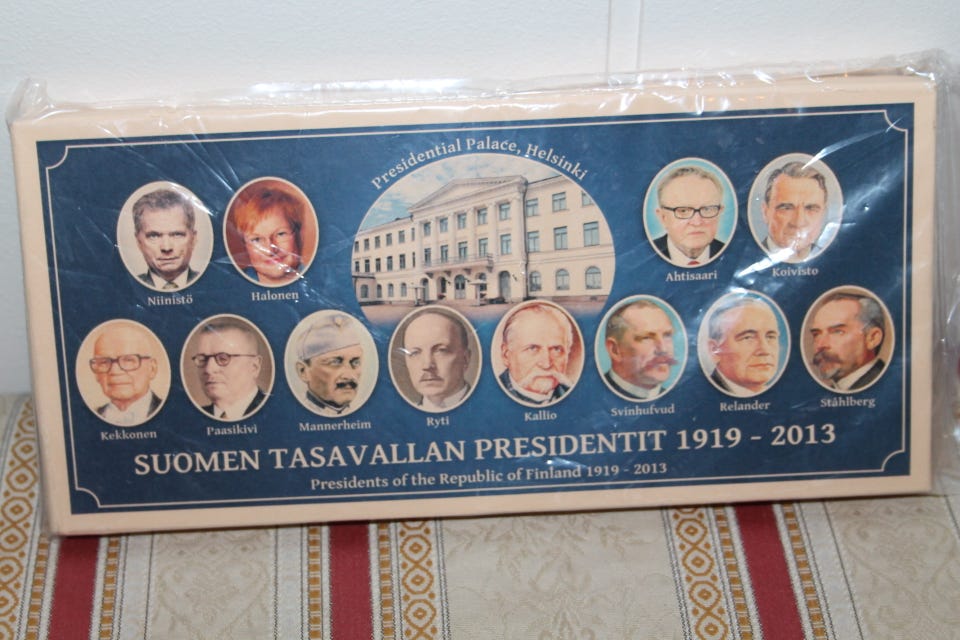 Presidential Palace, Helsinki
Niinistö
Halonen
Ahtisaari
Koivisto
Kekkonen
Paasikivi
Mannerheim
Ryti
Kallio
Svinhufvud
Relander
Ståhlberg
SUOMEN TASAVALLAN PRESIDENTIT 1919 - 2013
Presidents of the Republic of Finland 1919 - 2013